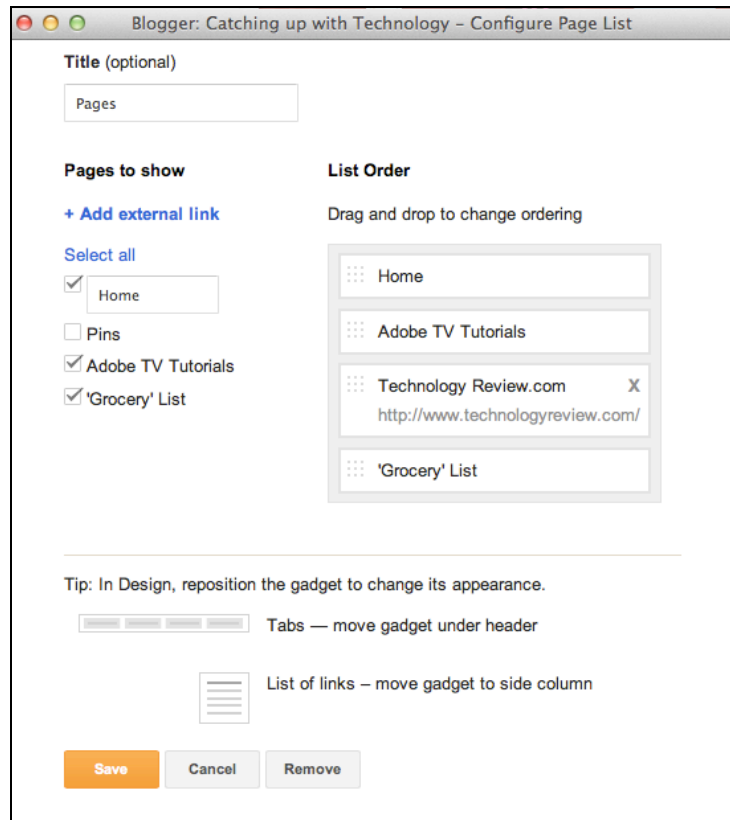 Blogger: Catching up with Technology – Configure Page List
Title (optional)
Pages
Pages to show
+ Add external link
Select all
Home
Pins
Adobe TV Tutorials
'Grocery' List
List Order
Drag and drop to change ordering
Home
Adobe TV Tutorials
Technology Review.com X
http://www.technologyreview.com/
'Grocery' List
Tip: In Design, reposition the gadget to change its appearance.
Tabs — move gadget under header
List of links – move gadget to side column
Save Cancel Remove